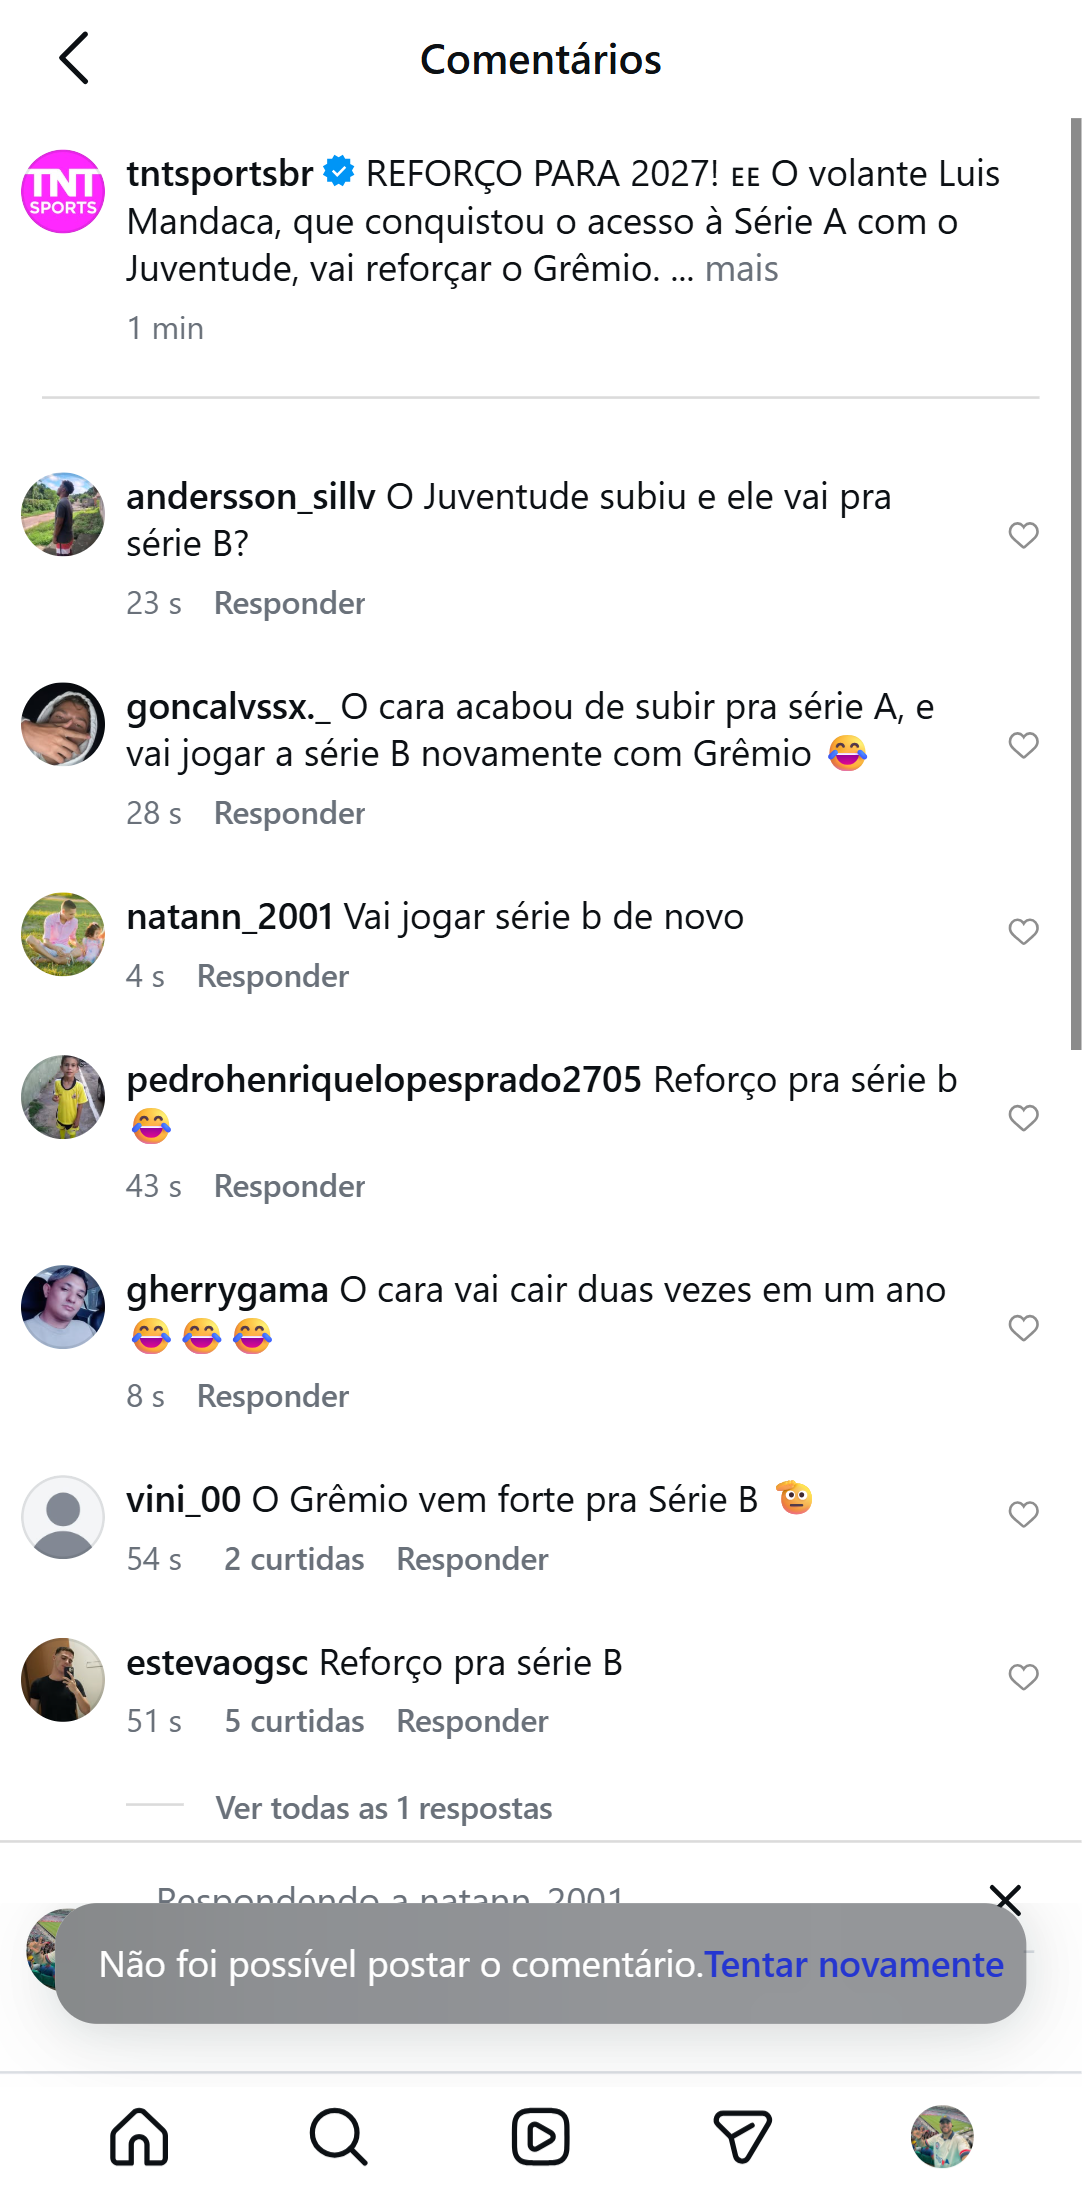 Comentários
TNT
SPORTS
tntsportsbr REFORÇO PARA 2027! ᴇᴇ O volante Luis
Mandaca, que conquistou o acesso à Série A com o
Juventude, vai reforçar o Grêmio. ... mais
1 min
andersson_sillv O Juventude subiu e ele vai pra
série B?
23 s Responder
goncalvssx._ O cara acabou de subir pra série A, e
vai jogar a série B novamente com Grêmio 😂
28 s Responder
natann_2001 Vai jogar série b de novo
4 s Responder
pedrohenriquelopesprado2705 Reforço pra série b
😂
43 s Responder
gherrygama O cara vai cair duas vezes em um ano
😂😂😂
8 s Responder
vini_00 O Grêmio vem forte pra Série B 🫡
54 s 2 curtidas Responder
estevaogsc Reforço pra série B
51 s 5 curtidas Responder
Ver todas as 1 respostas
Respondendo a natann_2001
Não foi possível postar o comentário.Tentar novamente